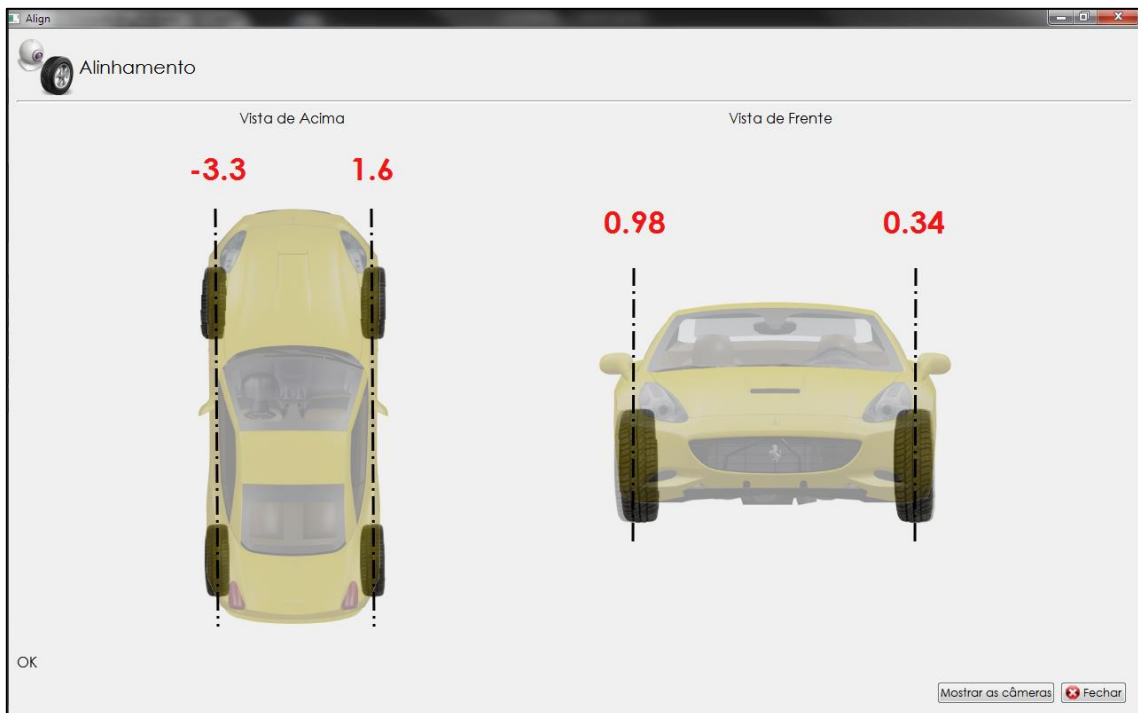 Align
Alinhamento
Vista de Acima
Vista de Frente
-3.3
1.6
0.98
0.34
OK
Mostrar as câmeras
Fechar